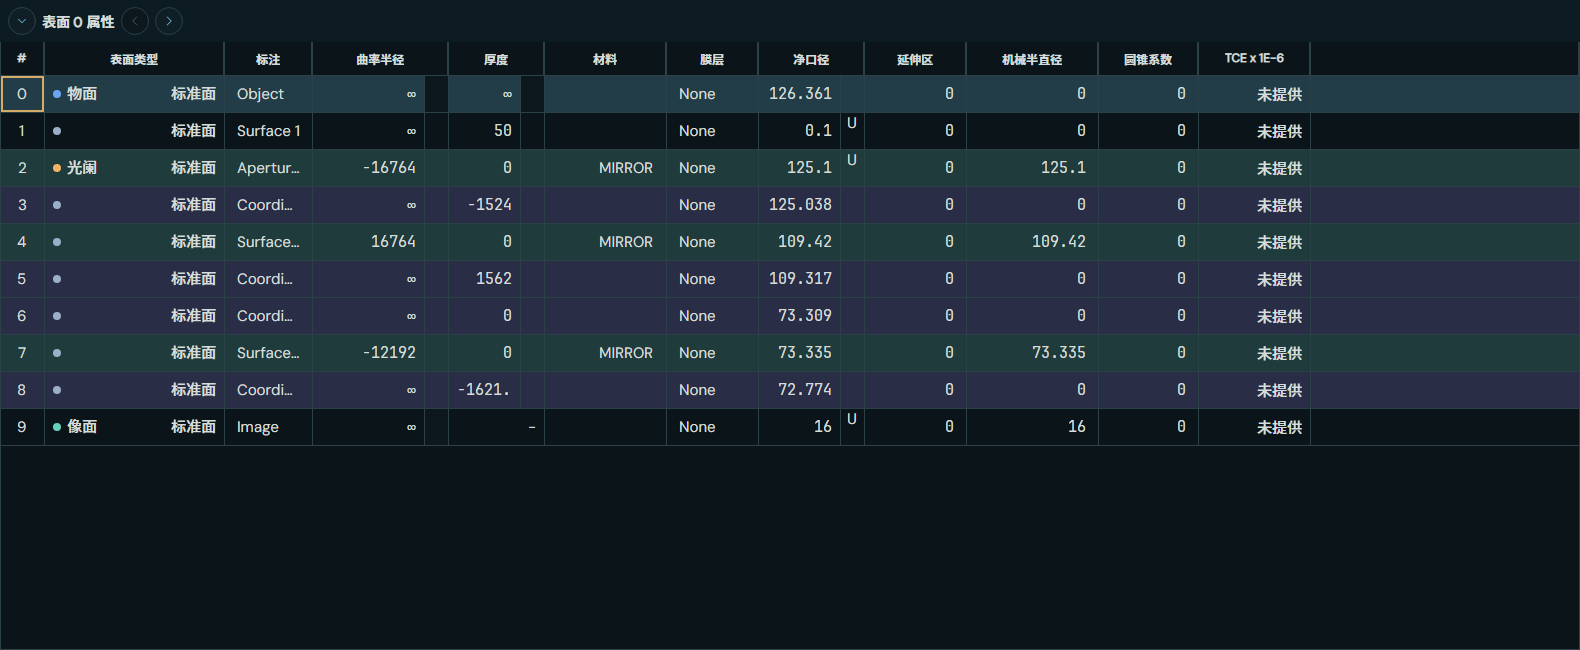 表面 0 属性
# 表面类型 标注 曲率半径 厚度 材料 膜层 净口径 延伸区 机械半直径 圆锥系数 TCE x 1E-6
0 物面 标准面 Object ∞ ∞ None 126.361 0 0 0 未提供
1 标准面 Surface 1 ∞ 50 None 0.1 U 0 0 0 未提供
2 光阑 标准面 Apertur... -16764 0 MIRROR None 125.1 U 0 125.1 0 未提供
3 标准面 Coordi... ∞ -1524 None 125.038 0 0 0 未提供
4 标准面 Surface... 16764 0 MIRROR None 109.42 0 109.42 0 未提供
5 标准面 Coordi... ∞ 1562 None 109.317 0 0 0 未提供
6 标准面 Coordi... ∞ 0 None 73.309 0 0 0 未提供
7 标准面 Surface... -12192 0 MIRROR None 73.335 0 73.335 0 未提供
8 标准面 Coordi... ∞ -1621. None 72.774 0 0 0 未提供
9 像面 标准面 Image ∞ - None 16 U 0 16 0 未提供